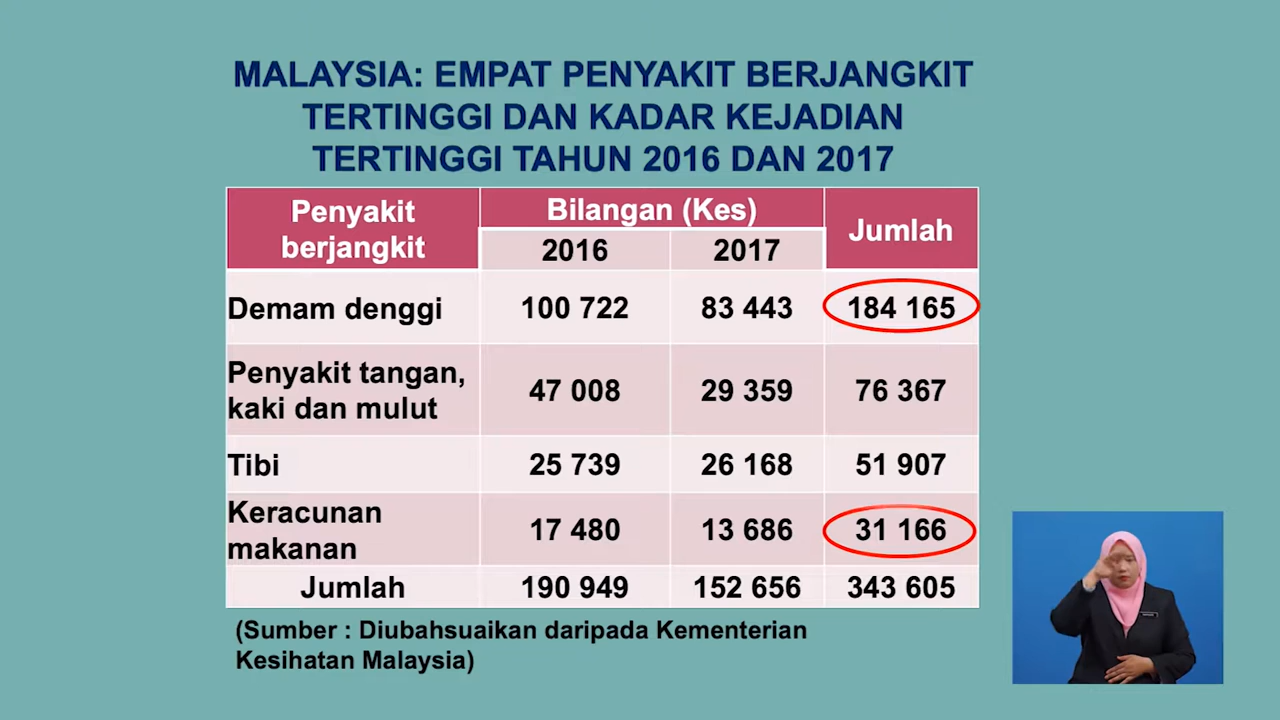 MALAYSIA: EMPAT PENYAKIT BERJANGKIT
TERTINGGI DAN KADAR KEJADIAN
TERTINGGI TAHUN 2016 DAN 2017
Penyakit
berjangkit
Bilangan (Kes)
Jumlah
2016
2017
Demam denggi
100 722
83 443
184 165
Penyakit tangan,
kaki dan mulut
47 008
29 359
76 367
Tibi
25 739
26 168
51 907
Keracunan
makanan
17 480
13 686
31 166
Jumlah
190 949
152 656
343 605
(Sumber : Diubahsuaikan daripada Kementerian
Kesihatan Malaysia)